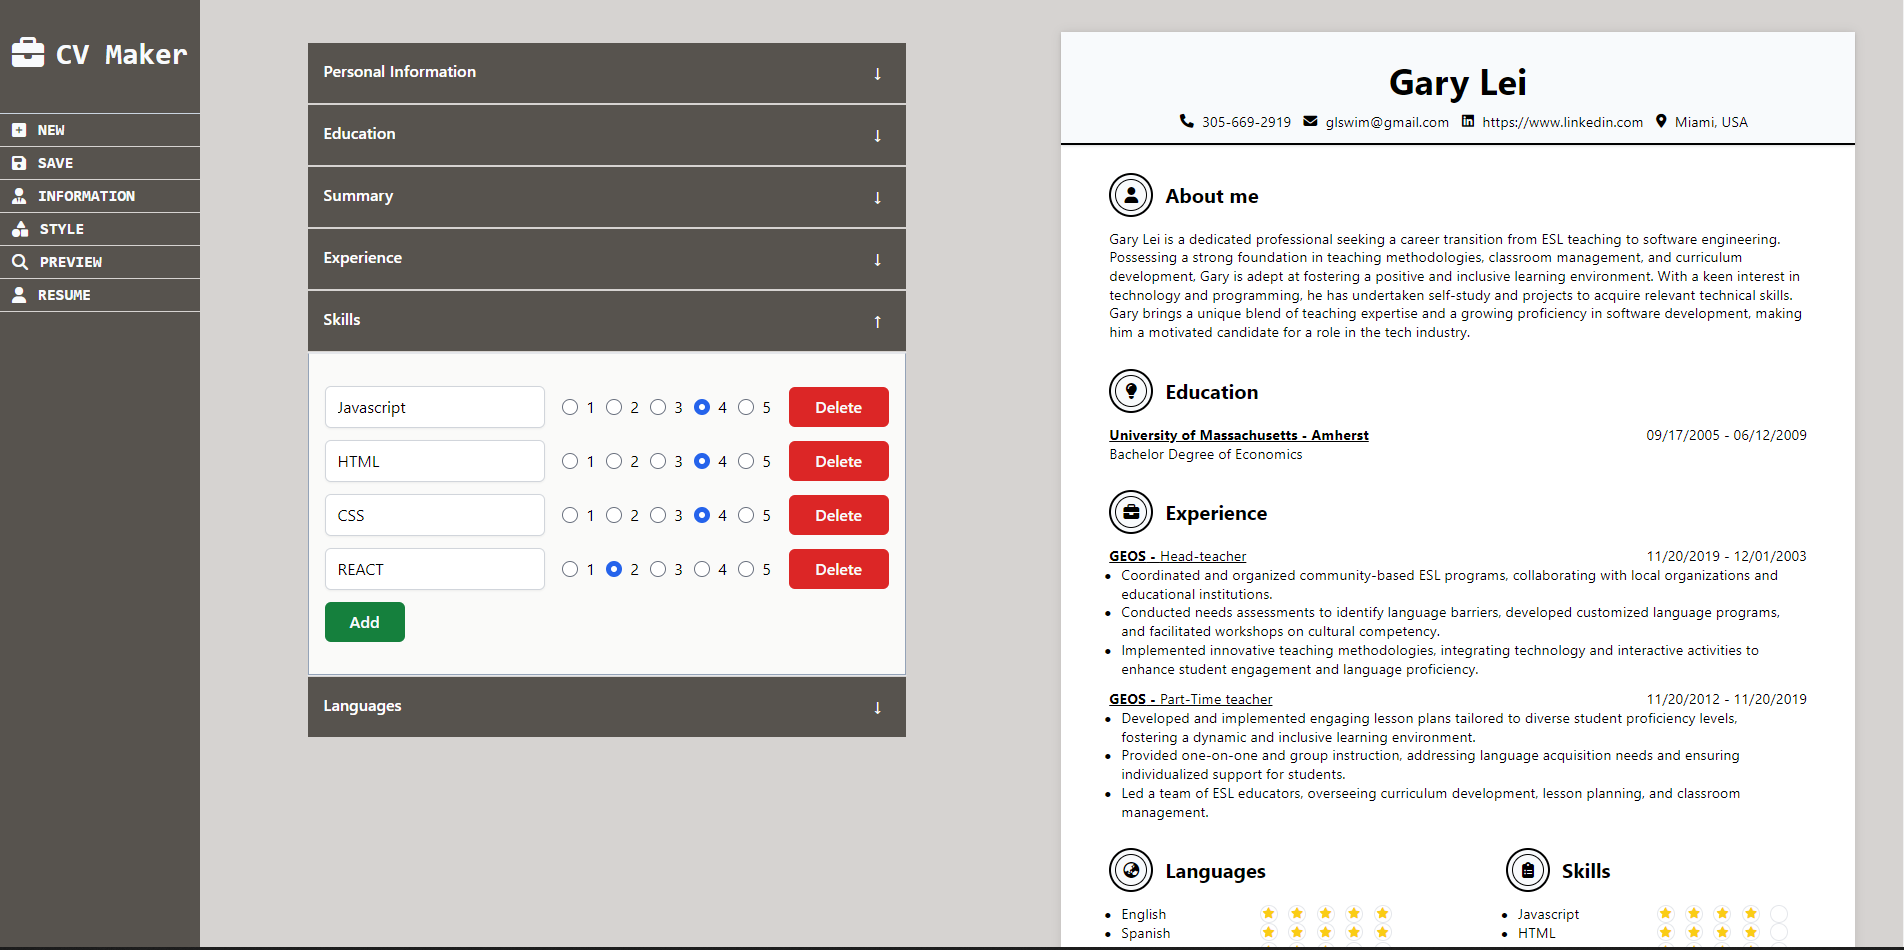 CV Maker
NEW
SAVE
INFORMATION
STYLE
PREVIEW
RESUME
Personal Information ↓
Education ↓
Summary ↓
Experience ↓
Skills ↑
Javascript 1 2 3 4 5 Delete
HTML 1 2 3 4 5 Delete
CSS 1 2 3 4 5 Delete
REACT 1 2 3 4 5 Delete
Add
Languages ↓
Gary Lei
305-669-2919 glswim@gmail.com https://www.linkedin.com Miami, USA
About me
Gary Lei is a dedicated professional seeking a career transition from ESL teaching to software engineering.
Possessing a strong foundation in teaching methodologies, classroom management, and curriculum
development, Gary is adept at fostering a positive and inclusive learning environment. With a keen interest in
technology and programming, he has undertaken self-study and projects to acquire relevant technical skills.
Gary brings a unique blend of teaching expertise and a growing proficiency in software development, making
him a motivated candidate for a role in the tech industry.
Education
University of Massachusetts - Amherst 09/17/2005 - 06/12/2009
Bachelor Degree of Economics
Experience
GEOS - Head-teacher 11/20/2019 - 12/01/2003
• Coordinated and organized community-based ESL programs, collaborating with local organizations and
educational institutions.
• Conducted needs assessments to identify language barriers, developed customized language programs,
and facilitated workshops on cultural competency.
• Implemented innovative teaching methodologies, integrating technology and interactive activities to
enhance student engagement and language proficiency.
GEOS - Part-Time teacher 11/20/2012 - 11/20/2019
• Developed and implemented engaging lesson plans tailored to diverse student proficiency levels,
fostering a dynamic and inclusive learning environment.
• Provided one-on-one and group instruction, addressing language acquisition needs and ensuring
individualized support for students.
• Led a team of ESL educators, overseeing curriculum development, lesson planning, and classroom
management.
Languages
• English
• Spanish
Skills
• Javascript
• HTML